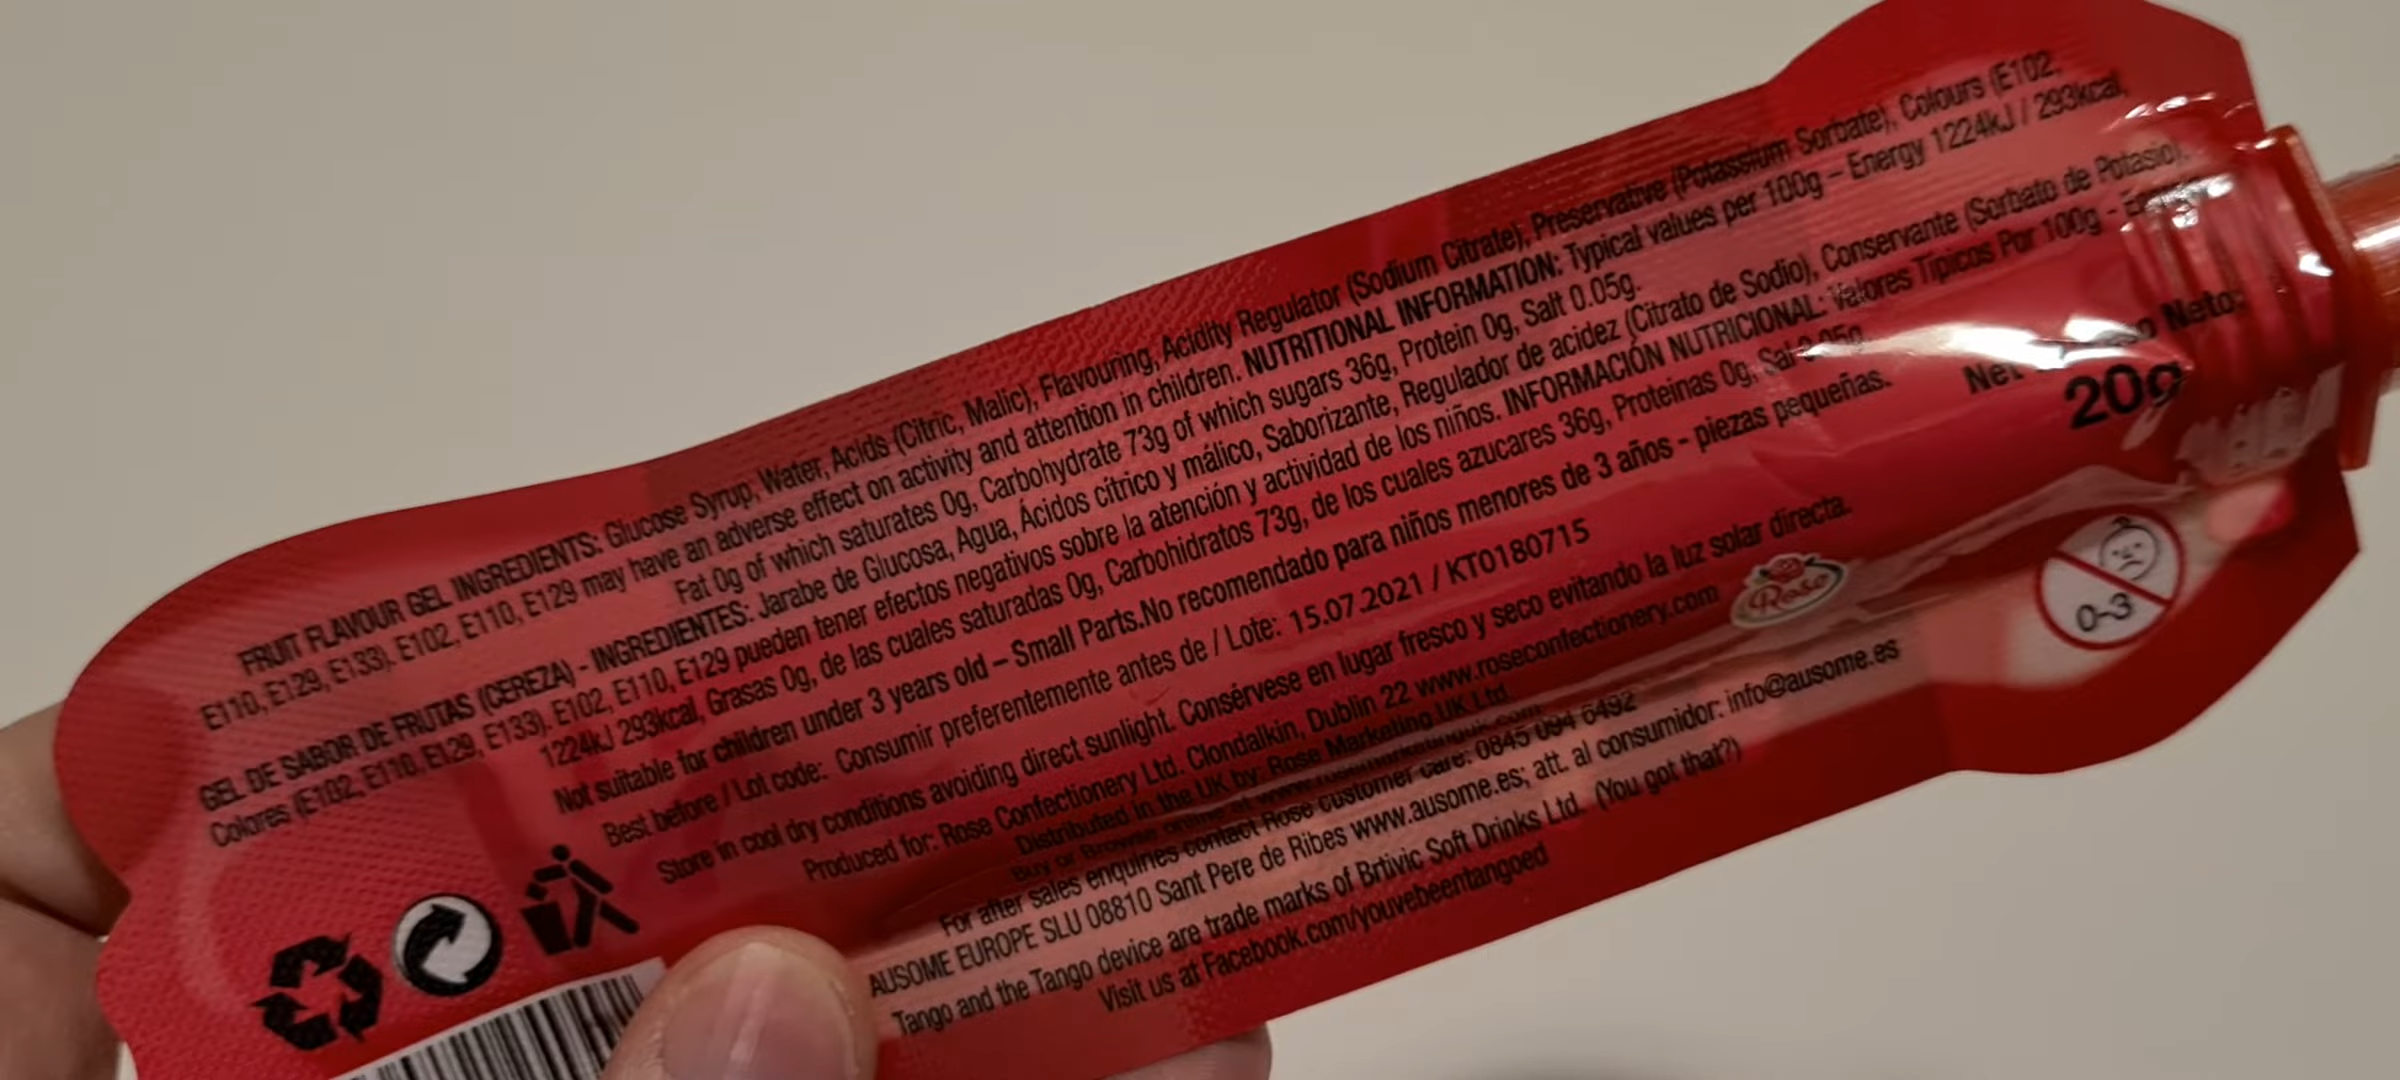 FRUIT FLAVOUR GEL INGREDIENTS: Glucose Syrup, Water, Acids (Citric, Malic), Flavouring, Acidity Regulator (Sodium Citrate), Preservative (Potassium Sorbate), Colours (E102,
E110, E129, E133). E102, E110, E129 may have an adverse effect on activity and attention in children. NUTRITIONAL INFORMATION: Typical values per 100g – Energy 1224kJ / 293kcal,
Fat 0g of which saturates 0g, Carbohydrate 73g of which sugars 36g, Protein 0g, Salt 0.05g.
GEL DE SABOR DE FRUTAS (CEREZA) - INGREDIENTES: Jarabe de Glucosa, Agua, Ácidos cítrico y málico, Saborizante, Regulador de acidez (Citrato de Sodio), Conservante (Sorbato de Potasio),
Colores (E102, E110, E129, E133). E102, E110, E129 pueden tener efectos negativos sobre la atención y actividad de los niños. INFORMACIÓN NUTRICIONAL: Valores Típicos Por 100g -
1224kJ 293kcal, Grasas 0g, de las cuales saturadas 0g, Carbohidratos 73g, de los cuales azucares 36g, Proteinas 0g, Sal 0.05g
Not suitable for children under 3 years old – Small Parts.No recomendado para niños menores de 3 años - piezas pequeñas.
Best before / Lot code: Consumir preferentemente antes de / Lote: 15.07.2021 / KT0180715
Store in cool dry conditions avoiding direct sunlight. Consérvese en lugar fresco y seco evitando la luz solar directa.
Produced for: Rose Confectionery Ltd. Clondalkin, Dublin 22 www.roseconfectionery.com
Distributed in the UK by: Rose Marketing UK Ltd.
Buy or Browse online at
For after sales enquiries contact Rose customer care: 0845 094 6492
AUSOME EUROPE SLU 08810 Sant Pere de Ribes www.ausome.es; att. al consumidor: info@ausome.es
Tango and the Tango device are trade marks of Brtivic Soft Drinks Ltd. (You got that?)
Visit us at Facebook.com/youvebeentangoed
Rose
Neto:
20g
0-3